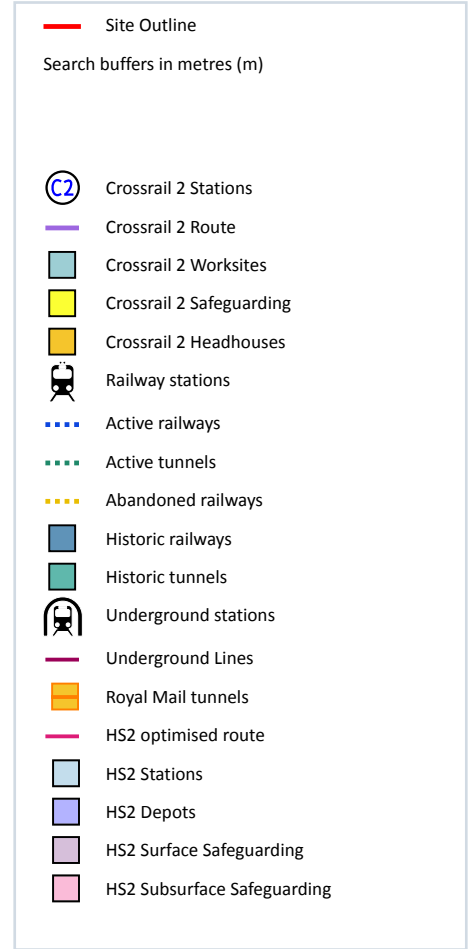 Site Outline
Search buffers in metres (m)
C2 Crossrail 2 Stations
Crossrail 2 Route
Crossrail 2 Worksites
Crossrail 2 Safeguarding
Crossrail 2 Headhouses
Railway stations
Active railways
Active tunnels
Abandoned railways
Historic railways
Historic tunnels
Underground stations
Underground Lines
Royal Mail tunnels
HS2 optimised route
HS2 Stations
HS2 Depots
HS2 Surface Safeguarding
HS2 Subsurface Safeguarding